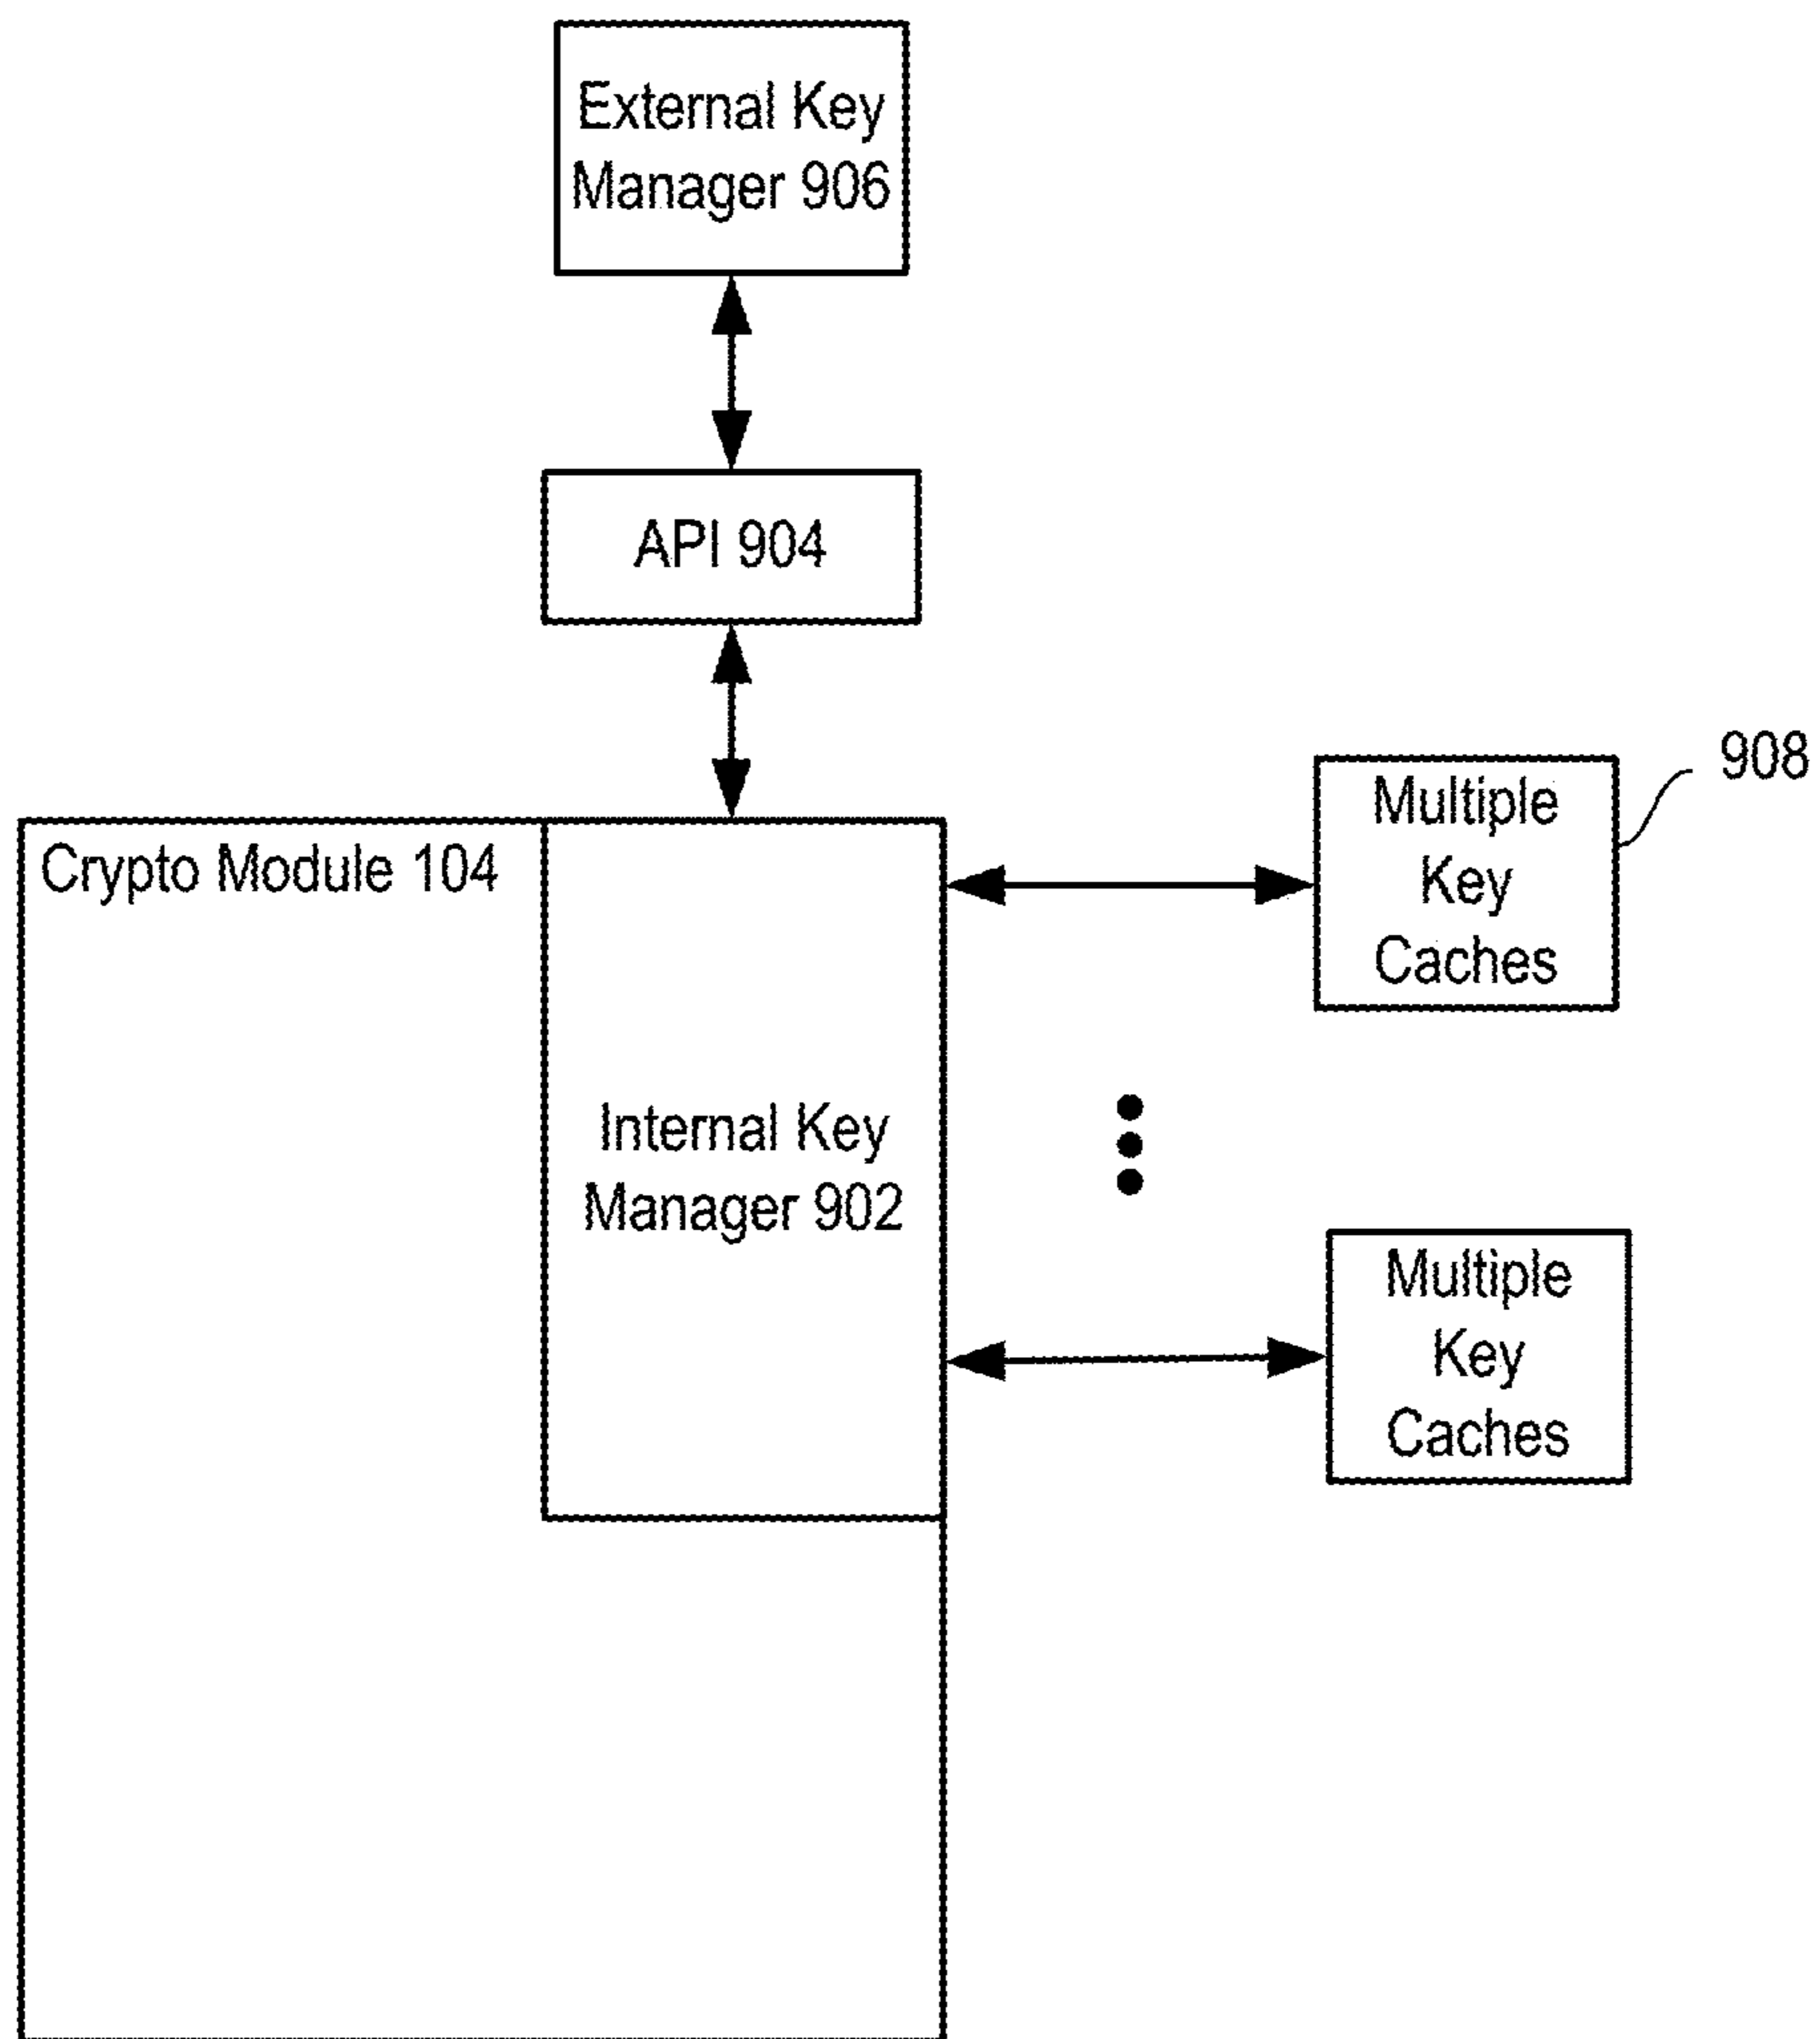 External Key
Manager 906
API 904
908
Multiple
Key
Caches
Crypto Module 104
Internal Key
Manager 902
Multiple
Key
Caches